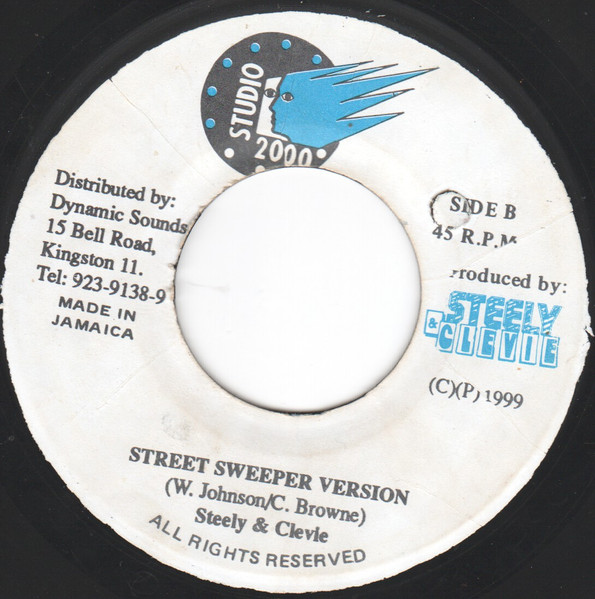 STUDIO
2000
Distributed by:
Dynamic Sounds
15 Bell Road,
Kingston 11.
Tel: 923-9138-9
MADE IN
JAMAICA
SIDE B
45 R.P.M
Produced by:
STEELY
& CLEVIE
(C)(P) 1999
STREET SWEEPER VERSION
(W. Johnson/C. Browne)
Steely & Clevie
ALL RIGHTS RESERVED